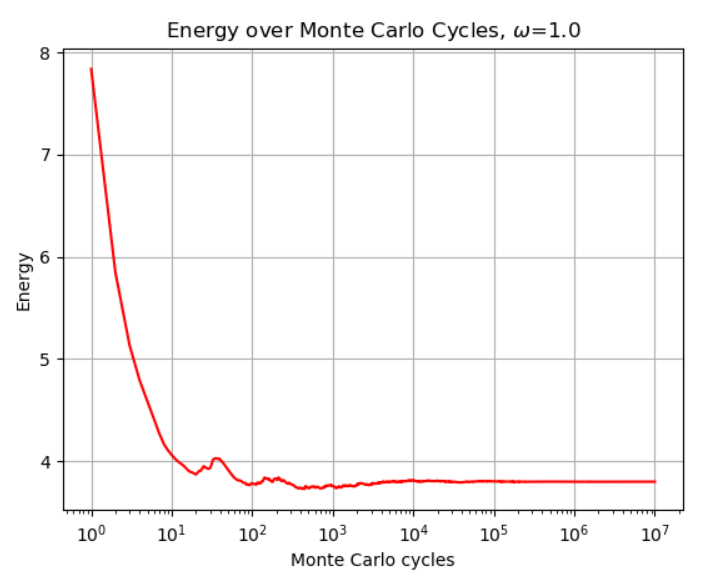 Energy over Monte Carlo Cycles, ω=1.0
8
7
6
5
4
Energy
10⁰ 10¹ 10² 10³ 10⁴ 10⁵ 10⁶ 10⁷
Monte Carlo cycles